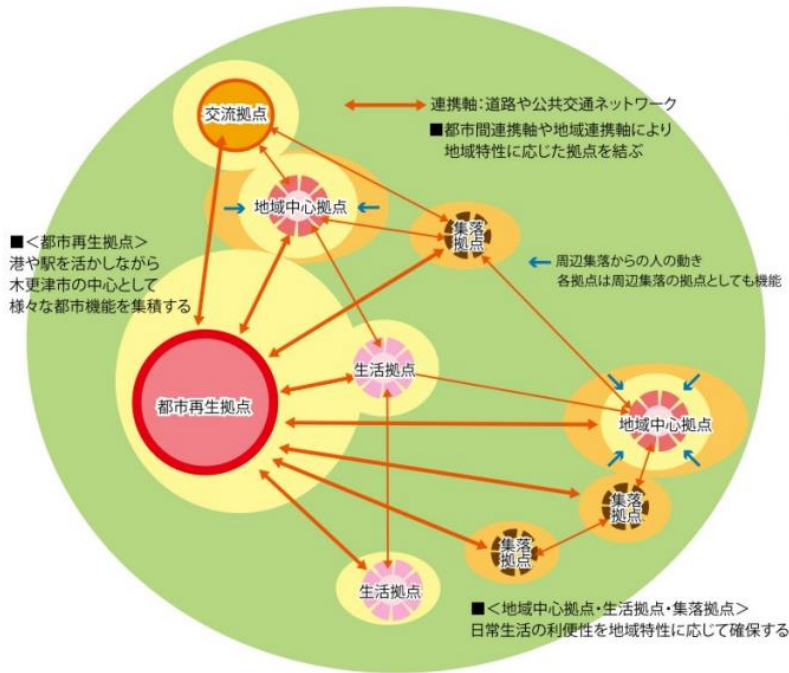 交流拠点
連携軸：道路や公共交通ネットワーク
■都市間連携軸や地域連携軸により
地域特性に応じた拠点を結ぶ
地域中心拠点
集落
拠点
■＜都市再生拠点＞
港や駅を活かしながら
木更津市の中心として
様々な都市機能を集積する
周辺集落からの人の動き
各拠点は周辺集落の拠点としても機能
生活拠点
都市再生拠点
地域中心拠点
集落
拠点
集落
拠点
生活拠点
■＜地域中心拠点・生活拠点・集落拠点＞
日常生活の利便性を地域特性に応じて確保する